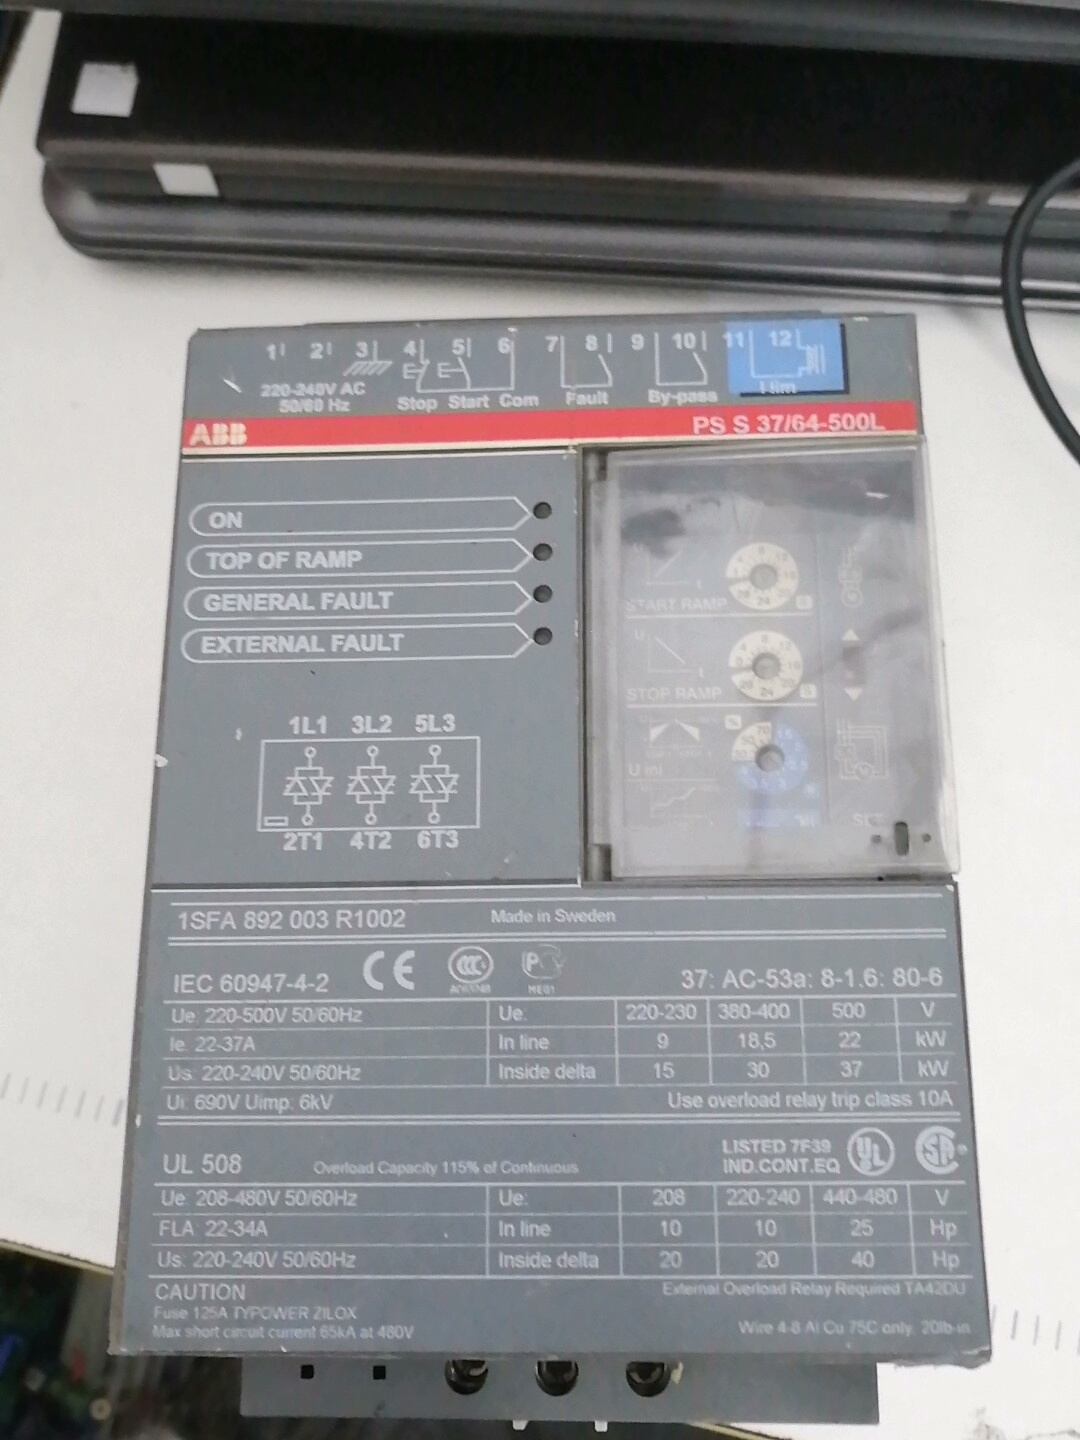 1 2 3 4 5 6 7 8 9 10 11 12
220-240V AC
50/60 Hz
Stop Start Com Fault By-pass I lim
E E
ABB PS S 37/64-500L
ON
TOP OF RAMP
GENERAL FAULT
EXTERNAL FAULT
START RAMP
STOP RAMP
U ini
SET
1L1 3L2 5L3
2T1 4T2 6T3
1SFA 892 003 R1002 Made in Sweden
IEC 60947-4-2 CE CCC 37: AC-53a: 8-1.6: 80-6
Ue: 220-500V 50/60Hz Ue: 220-230 380-400 500 V
Ie: 22-37A In line 9 18,5 22 kW
Us: 220-240V 50/60Hz Inside delta 15 30 37 kW
Ui: 690V Uimp: 6kV Use overload relay trip class 10A
UL 508 Overload Capacity 115% of Continuous LISTED 7F39 UL
IND.CONT.EQ
Ue: 208-480V 50/60Hz Ue: 208 220-240 440-480 V
FLA: 22-34A In line 10 10 25 Hp
Us: 220-240V 50/60Hz Inside delta 20 20 40 Hp
CAUTION External Overload Relay Required TA42DU
Fuse 125A TYPOWER ZILOX
Max short circuit current 65kA at 480V Wire 4-8 Al Cu 75C only. 20lb-in